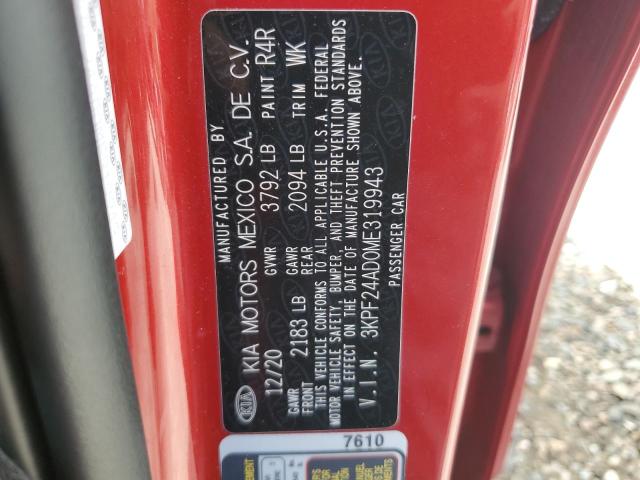 MANUFACTURED BY
KIA KIA MOTORS MEXICO S.A. DE C.V.
12/20 GVWR 3792 LB PAINT R4R
GAWR FRONT 2183 LB GAWR REAR 2094 LB TRIM WK
THIS VEHICLE CONFORMS TO ALL APPLICABLE U.S.A. FEDERAL
MOTOR VEHICLE SAFETY, BUMPER, AND THEFT PREVENTION STANDARDS
IN EFFECT ON THE DATE OF MANUFACTURE SHOWN ABOVE.
V.I.N. 3KPF24AD0ME319943
PASSENGER CAR
7610